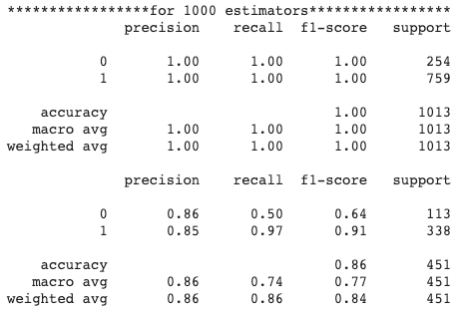 *****************for 1000 estimators*****************
precision recall f1-score support
0 1.00 1.00 1.00 254
1 1.00 1.00 1.00 759
accuracy 1.00 1013
macro avg 1.00 1.00 1.00 1013
weighted avg 1.00 1.00 1.00 1013
precision recall f1-score support
0 0.86 0.50 0.64 113
1 0.85 0.97 0.91 338
accuracy 0.86 451
macro avg 0.86 0.74 0.77 451
weighted avg 0.86 0.86 0.84 451